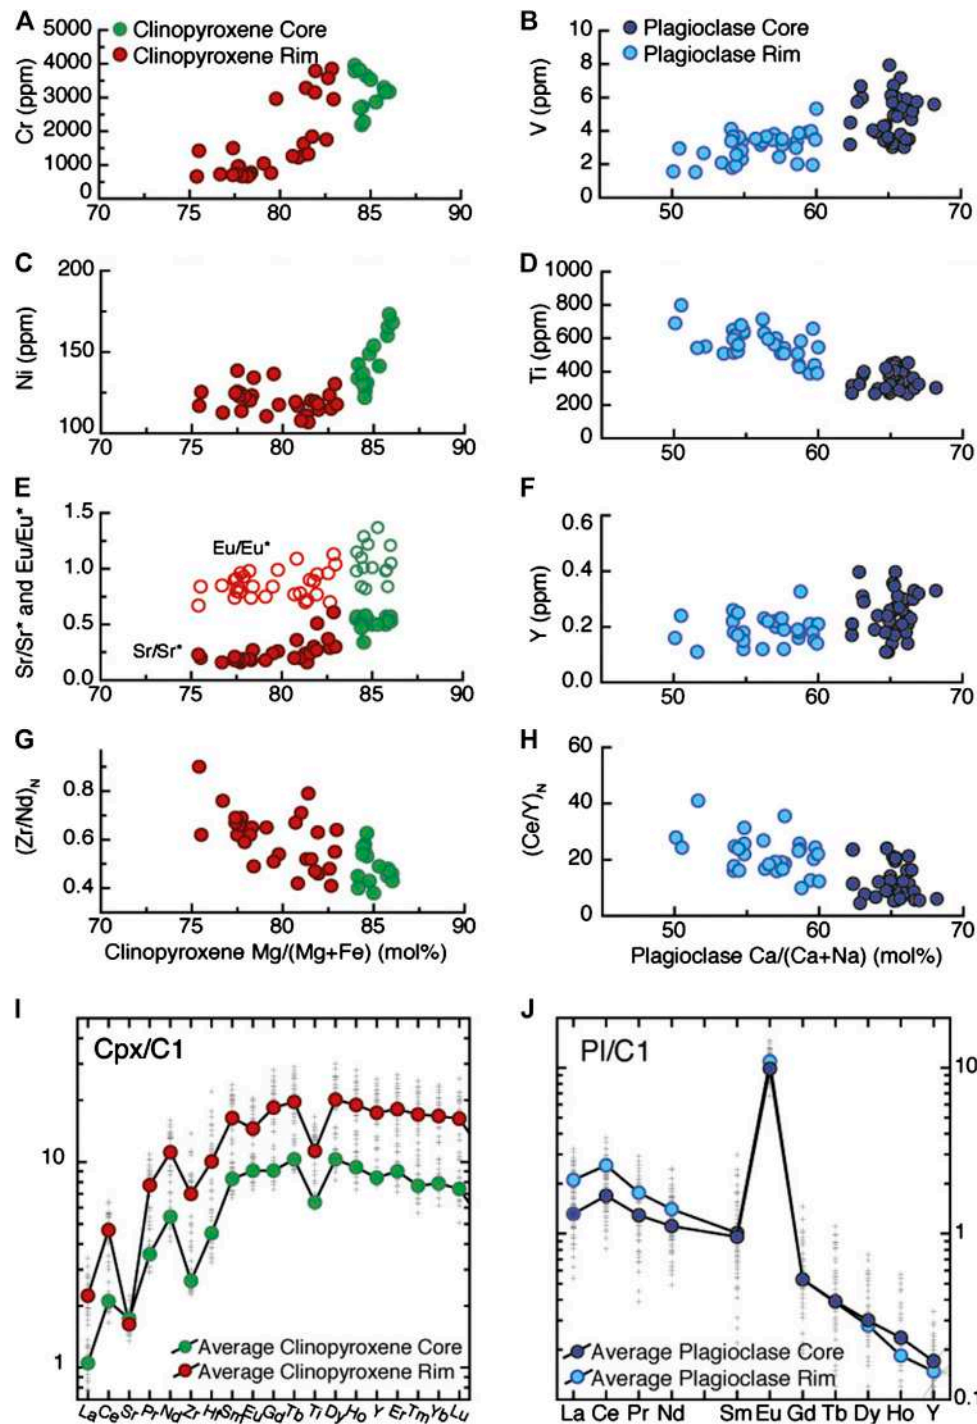 A
Clinopyroxene Core
Clinopyroxene Rim
Cr (ppm)
5000
4000
3000
2000
1000
0
70 75 80 85 90
B
Plagioclase Core
Plagioclase Rim
V (ppm)
10
8
6
4
2
0
50 60 70
C
Ni (ppm)
200
150
100
70 75 80 85 90
D
Ti (ppm)
1000
800
600
400
200
0
50 60 70
E
Sr/Sr* and Eu/Eu*
1.5
1.0
0.5
0.0
Eu/Eu*
Sr/Sr*
70 75 80 85 90
F
Y (ppm)
0.6
0.4
0.2
0.0
50 60 70
G
(Zr/Nd)N
0.8
0.6
0.4
70 75 80 85 90
Clinopyroxene Mg/(Mg+Fe) (mol%)
H
(Ce/Y)N
60
40
20
0
50 60 70
Plagioclase Ca/(Ca+Na) (mol%)
I
Cpx/C1
10
1
Average Clinopyroxene Core
Average Clinopyroxene Rim
La Ce Sr Pr Nd Zr Hf Sm Eu Gd Tb Ti Dy Ho Y Er Tm Yb Lu
J
Pl/C1
10
1
0.1
Average Plagioclase Core
Average Plagioclase Rim
La Ce Pr Nd Sm Eu Gd Tb Dy Ho Y